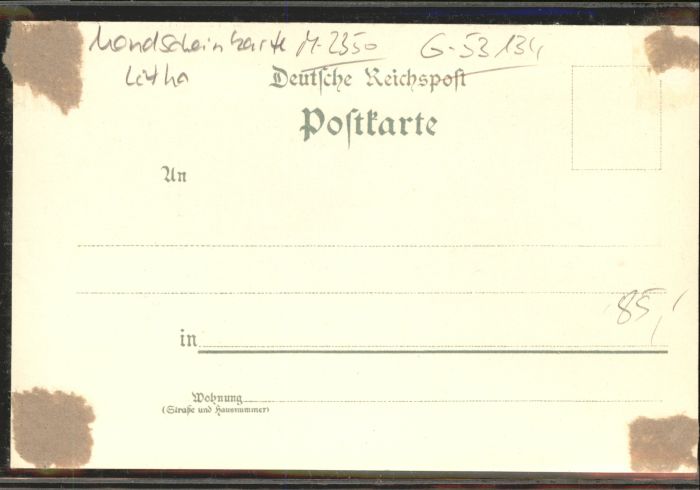 Mondscheinkarte M-2350 G-53134
Litho
Deutsche Reichspost
Postkarte
An
85,-
in
Wohnung
(Straße und Hausnummer)